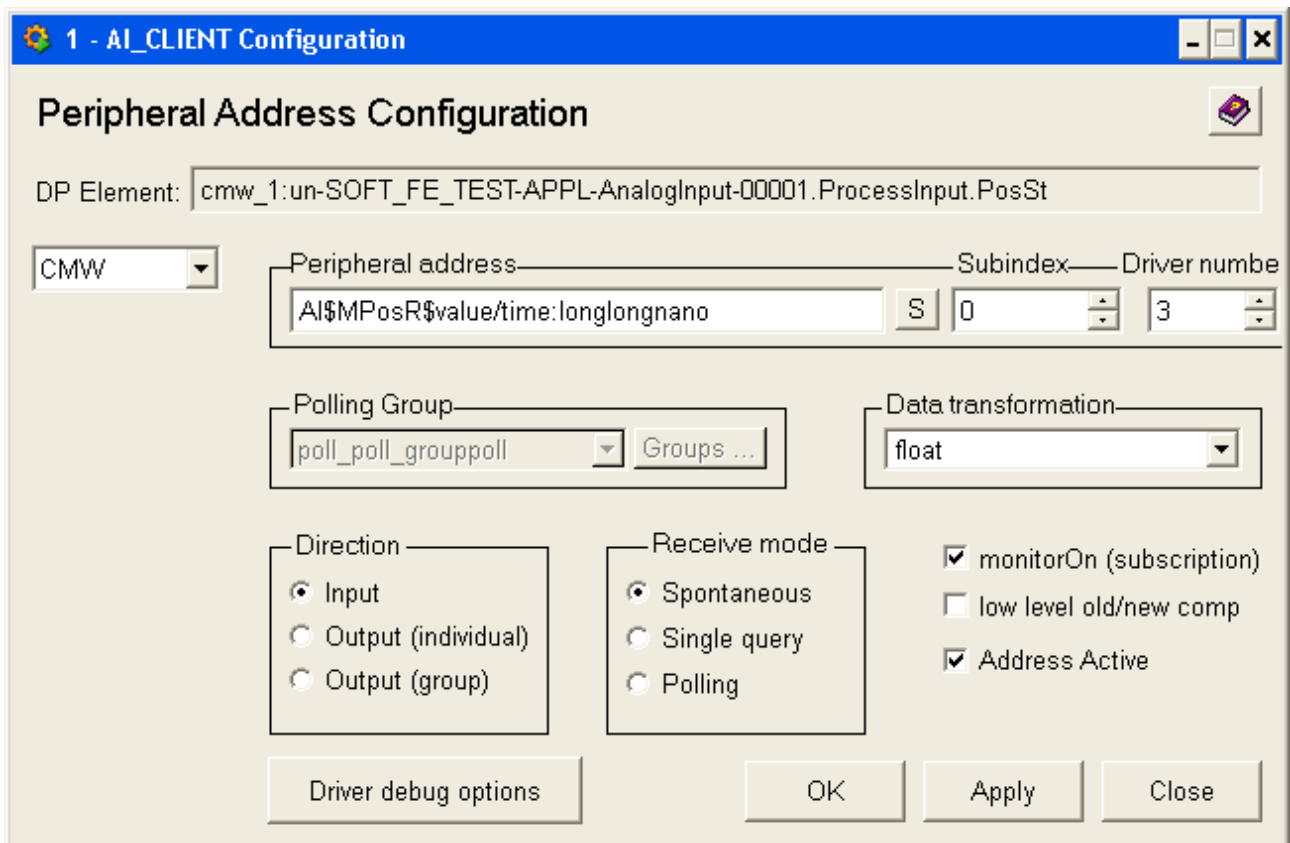 1 - AI_CLIENT Configuration
Peripheral Address Configuration
DP Element: cmw_1:un-SOFT_FE_TEST-APPL-AnalogInput-00001.ProcessInput.PosSt
CMW
Peripheral address Subindex Driver numbe
AI$MPosR$value/time:longlongnano S 0 3
Polling Group Data transformation
poll_poll_grouppoll Groups ... float
Direction Receive mode
monitorOn (subscription)
Input Spontaneous
low level old/new comp
Output (individual) Single query
Address Active
Output (group) Polling
Driver debug options OK Apply Close